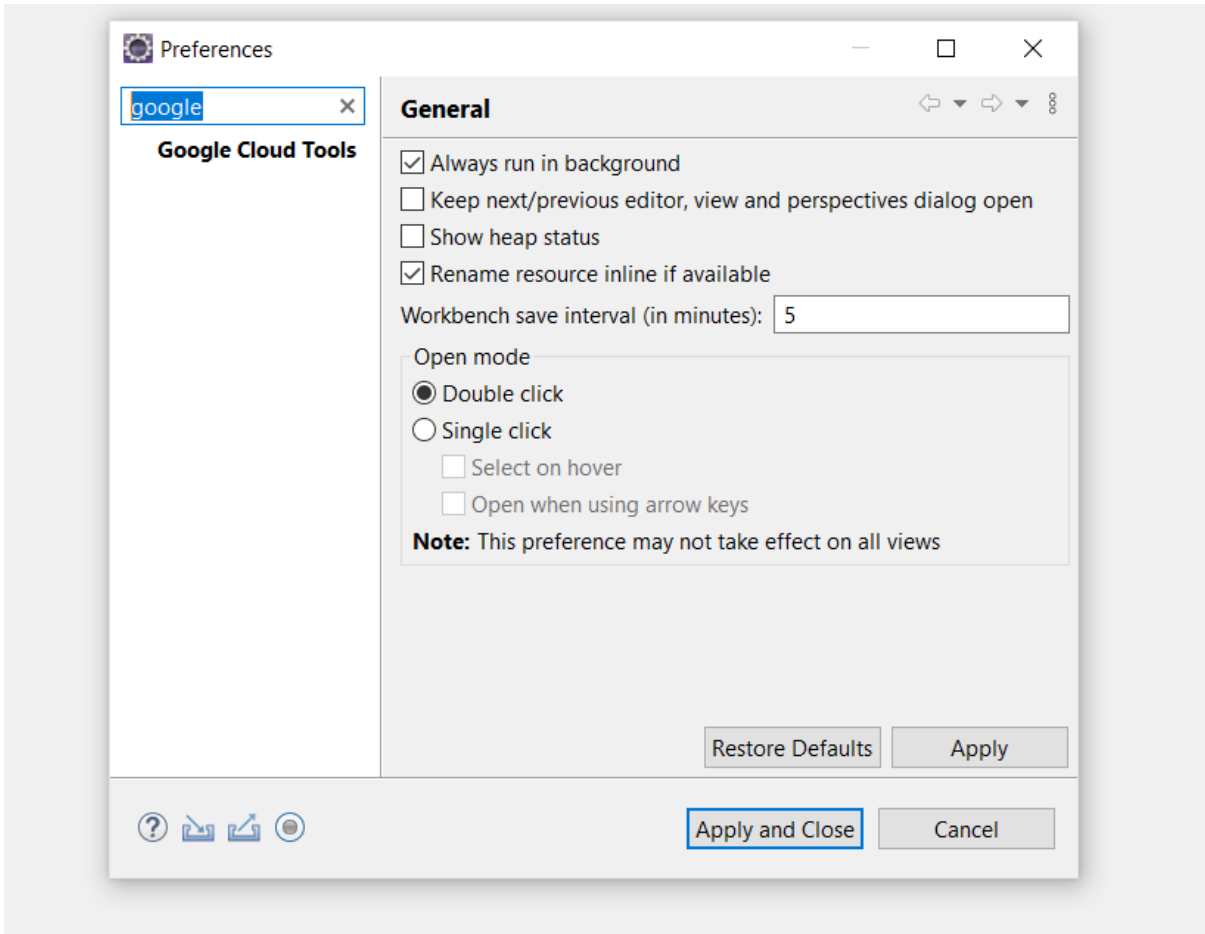 Preferences
google
Google Cloud Tools
General
Always run in background
Keep next/previous editor, view and perspectives dialog open
Show heap status
Rename resource inline if available
Workbench save interval (in minutes): 5
Open mode
Double click
Single click
Select on hover
Open when using arrow keys
Note: This preference may not take effect on all views
Restore Defaults Apply
Apply and Close Cancel